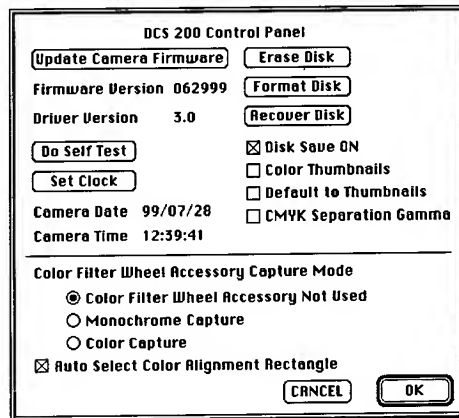 DCS 200 Control Panel
Update Camera Firmware
Erase Disk
Firmware Version 062999
Format Disk
Driver Version 3.0
Recover Disk
Do Self Test
Disk Save ON
Color Thumbnails
Set Clock
Default to Thumbnails
Camera Date 99/07/28
CMYK Separation Gamma
Camera Time 12:39:41
Color Filter Wheel Accessory Capture Mode
Color Filter Wheel Accessory Not Used
Monochrome Capture
Color Capture
Auto Select Color Alignment Rectangle
CANCEL
OK